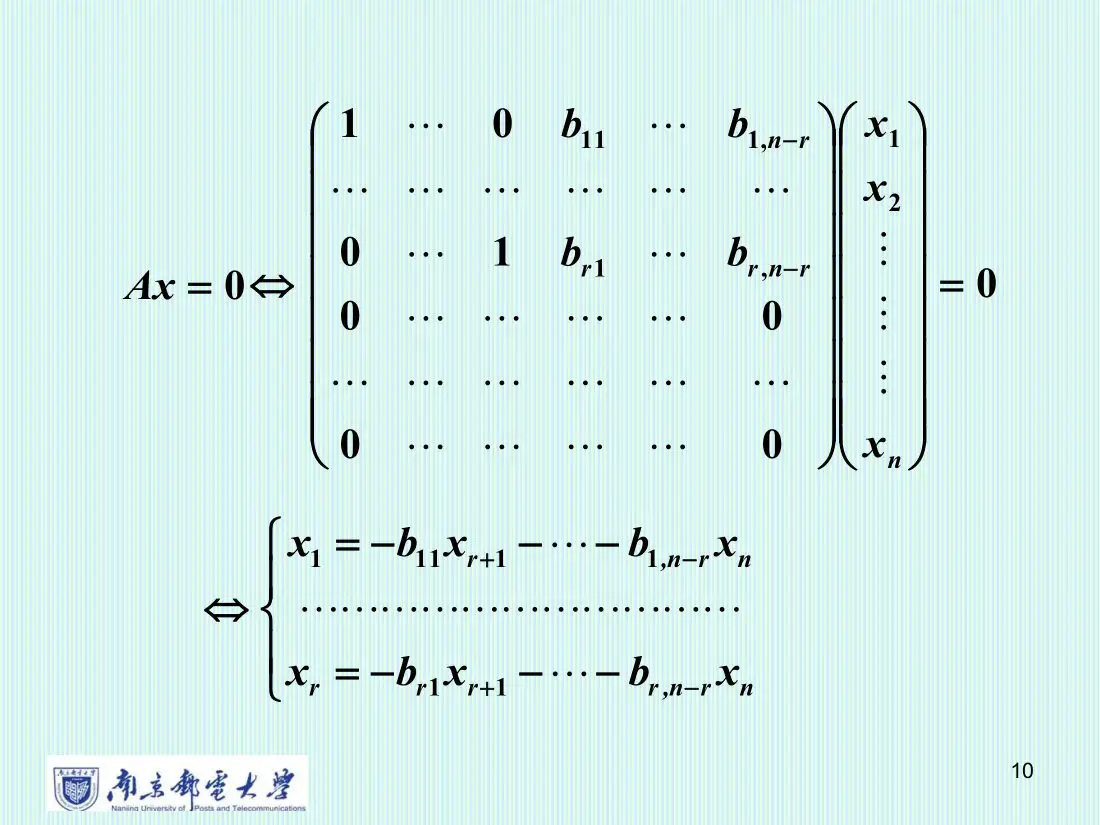 1 ⋯ 0 b₁₁ ⋯ b₁,ₙ₋ᵣ x₁
⋯ ⋯ ⋯ ⋯ ⋯ ⋯ x₂
0 ⋯ 1 bᵣ₁ ⋯ bᵣ,ₙ₋ᵣ ⋮
Ax = 0 ⇔ = 0
0 ⋯ ⋯ ⋯ ⋯ 0 ⋮
⋯ ⋯ ⋯ ⋯ ⋯ ⋯ ⋮
0 ⋯ ⋯ ⋯ ⋯ 0 xₙ
x₁ = −b₁₁xᵣ₊₁ − ⋯ − b₁,ₙ₋ᵣxₙ
⇔ { ⋯⋯⋯⋯⋯⋯⋯⋯⋯⋯⋯
xᵣ = −bᵣ₁xᵣ₊₁ − ⋯ − bᵣ,ₙ₋ᵣxₙ
南京郵電大學
Nanjing University of Posts and Telecommunications
10